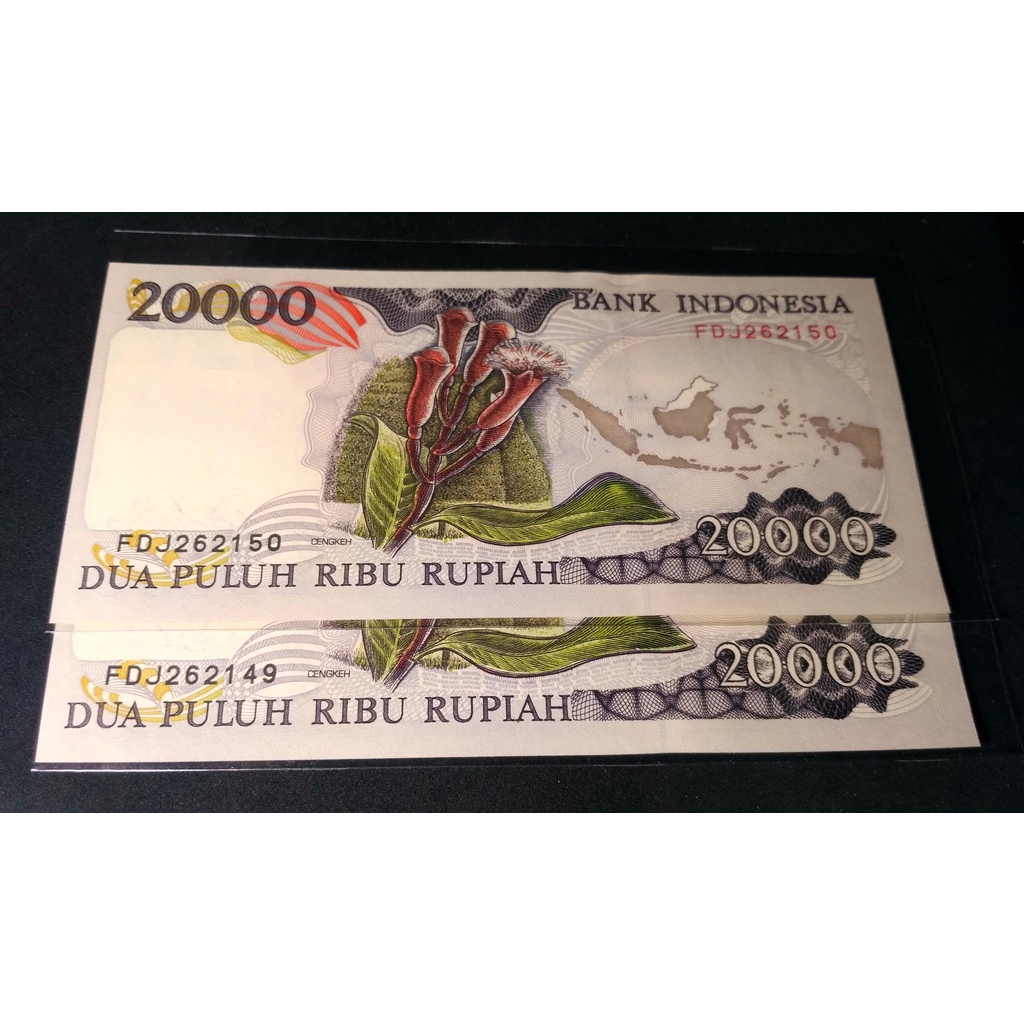 20000 BANK INDONESIA
FDJ262150
20000
FDJ262150 CENGKEH
DUA PULUH RIBU RUPIAH
20000
FDJ262149 CENGKEH
DUA PULUH RIBU RUPIAH